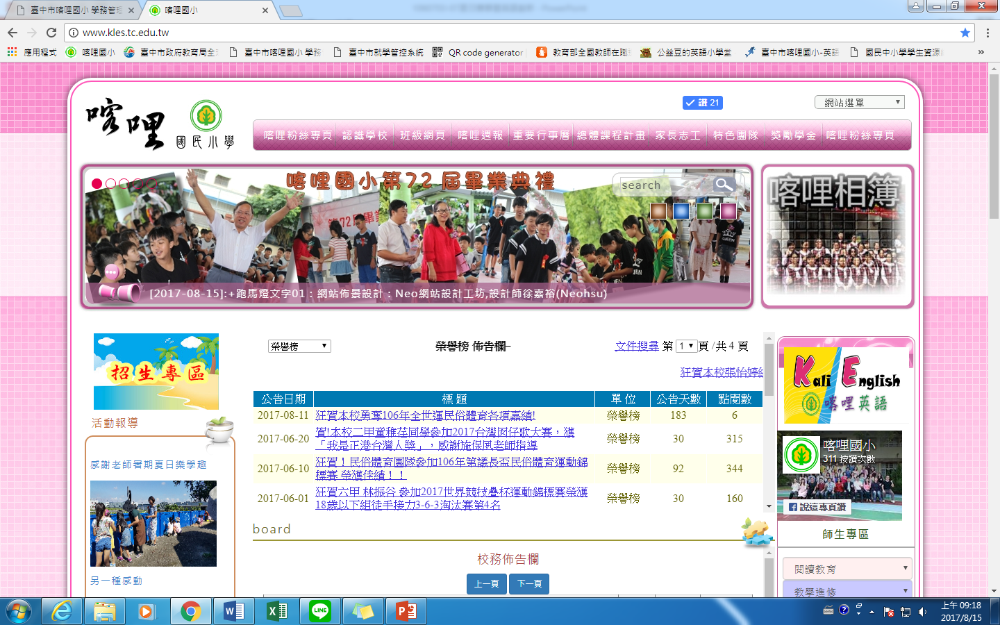 臺中市喀哩國小 學務管理
喀哩國小
www.kles.tc.edu.tw
應用程式
喀哩國小
臺中市政府教育局全
臺中市喀哩國小 學務
臺中市就學管控系統
QR code generator
教育部全國教師在職
公益豆的英語小學堂
臺中市喀哩國小-英語
國民中小學學生資源
»
喀哩
國民小學
讚 21
網站選單
喀哩粉絲專頁
認識學校
班級網頁
喀哩週報
重要行事曆
總體課程計畫
家長志工
特色團隊
獎勵學金
喀哩粉絲專頁
喀哩國小第72屆畢業典禮
search
喀哩相簿
[2017-08-15]:+跑馬燈文字01：網站佈景設計：Neo網站設計工坊,設計師徐嘉裕(Neohsu)
招生專區
活動報導
感謝老師暑期夏日樂學趣
另一種感動
榮譽榜
榮譽榜 佈告欄
文件搜尋 第 1 頁 /共 4 頁
狂賀本校張怡婷
公告日期 標 題 單 位 公告天數 點閱數
2017-08-11 狂賀本校勇奪106年全世運民俗體育各項嘉績! 榮譽榜 183 6
2017-06-20 賀!本校二甲童稚荏同學參加2017台灣囡仔歌大賽，獲 榮譽榜 30 315
「我是正港台灣人獎」，感謝施保夙老師指導
2017-06-10 狂賀！民俗體育團隊參加106年第議長盃民俗體育運動錦 榮譽榜 92 344
標賽 榮獲佳績！！
2017-06-01 狂賀六甲 林振谷 參加2017世界競技疊杯運動錦標賽榮獲 榮譽榜 30 160
18歲以下組徒手接力3-6-3淘汰賽第4名
board
校務佈告欄
上一頁 下一頁
Kali English
喀哩英語
喀哩國小
311 按讚次數
說這專頁讚
師生專區
閱讀教育
教學進修
上午 09:18
2017/8/15